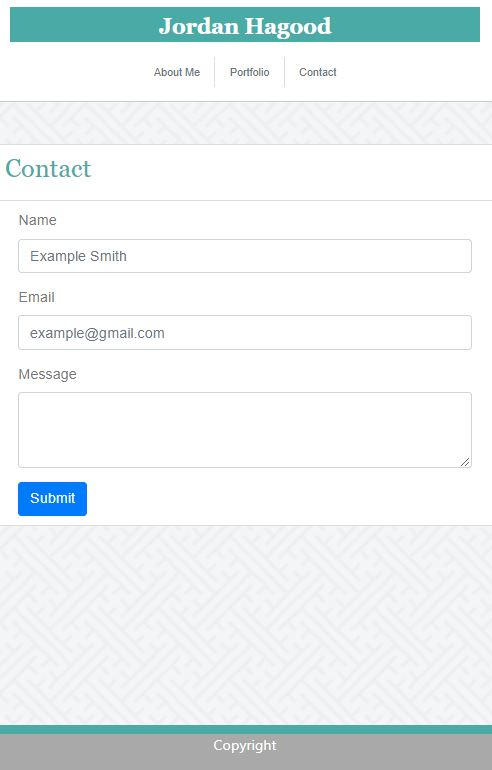 Jordan Hagood
About Me Portfolio Contact
Contact
Name
Example Smith
Email
example@gmail.com
Message
Submit
Copyright